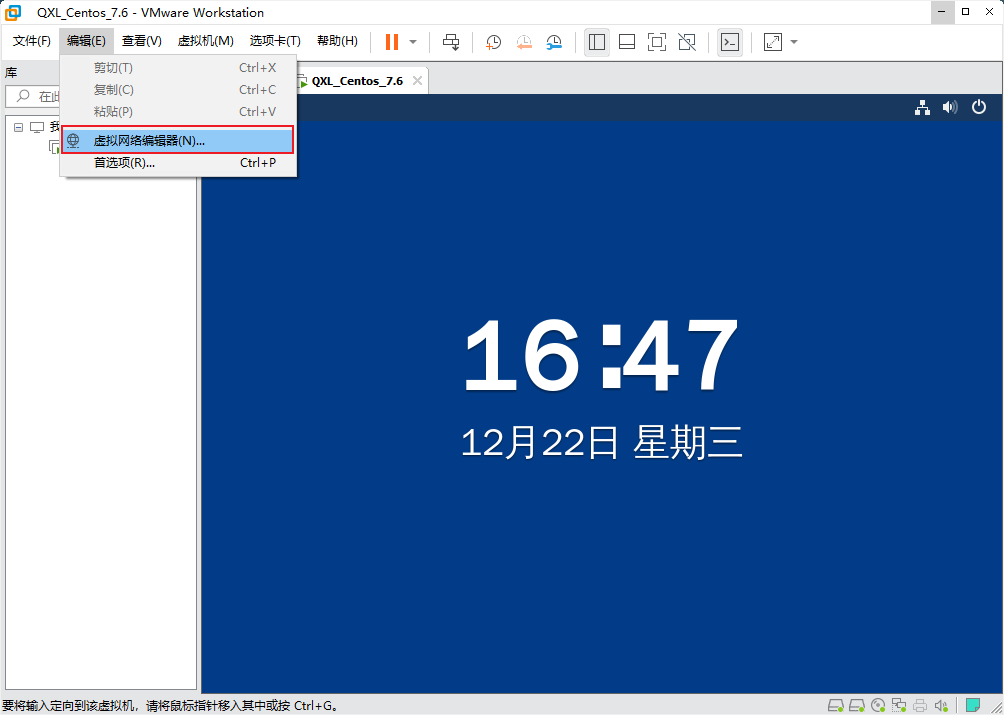 QXL_Centos_7.6 - VMware Workstation
文件(F) 编辑(E) 查看(V) 虚拟机(M) 选项卡(T) 帮助(H)
库
剪切(T) Ctrl+X
QXL_Centos_7.6
复制(C) Ctrl+C
在此
粘贴(P) Ctrl+V
我
虚拟网络编辑器(N)...
首选项(R)... Ctrl+P
16:47
12月22日 星期三
要将输入定向到该虚拟机，请将鼠标指针移入其中或按 Ctrl+G。